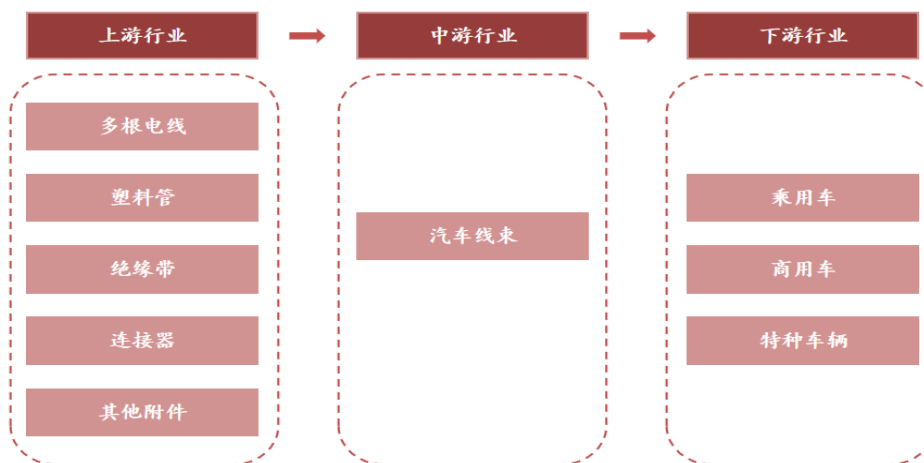 上游行业
中游行业
下游行业
多根电线
塑料管
绝缘带
连接器
其他附件
汽车线束
乘用车
商用车
特种车辆